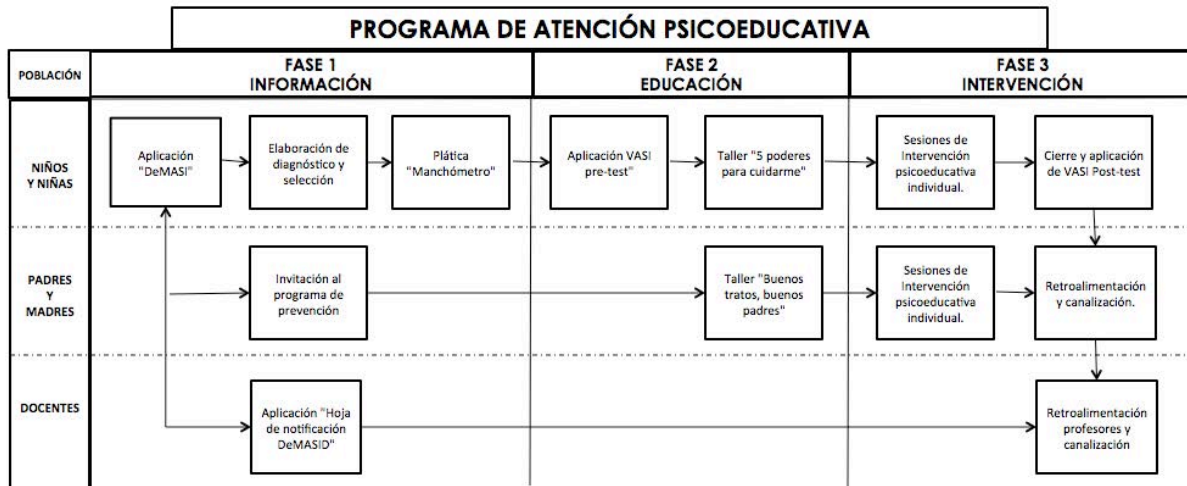 PROGRAMA DE ATENCIÓN PSICOEDUCATIVA
POBLACIÓN
FASE 1
INFORMACIÓN
FASE 2
EDUCACIÓN
FASE 3
INTERVENCIÓN
NIÑOS
Y NIÑAS
Aplicación
"DeMASI"
Elaboración de
diagnóstico y
selección
Plática
"Manchómetro"
Aplicación VASI
pre-test"
Taller "5 poderes
para cuidarme"
Sesiones de
Intervención
psicoeducativa
individual.
Cierre y aplicación
de VASI Post-test
PADRES
Y
MADRES
Invitación al
programa de
prevención
Taller "Buenos
tratos, buenos
padres"
Sesiones de
Intervención
psicoeducativa
individual.
Retroalimentación
y canalización.
DOCENTES
Aplicación "Hoja
de notificación
DeMASID"
Retroalimentación
profesores y
canalización